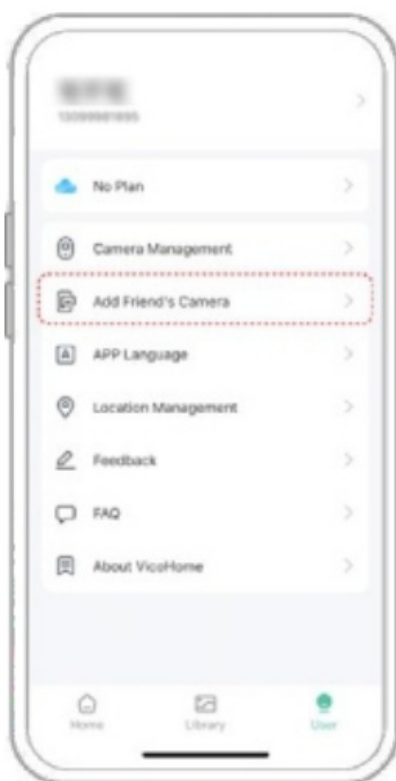 No Plan
Camera Management
Add Friend's Camera
APP Language
Location Management
Feedback
FAQ
About VicoHome
Home Library User